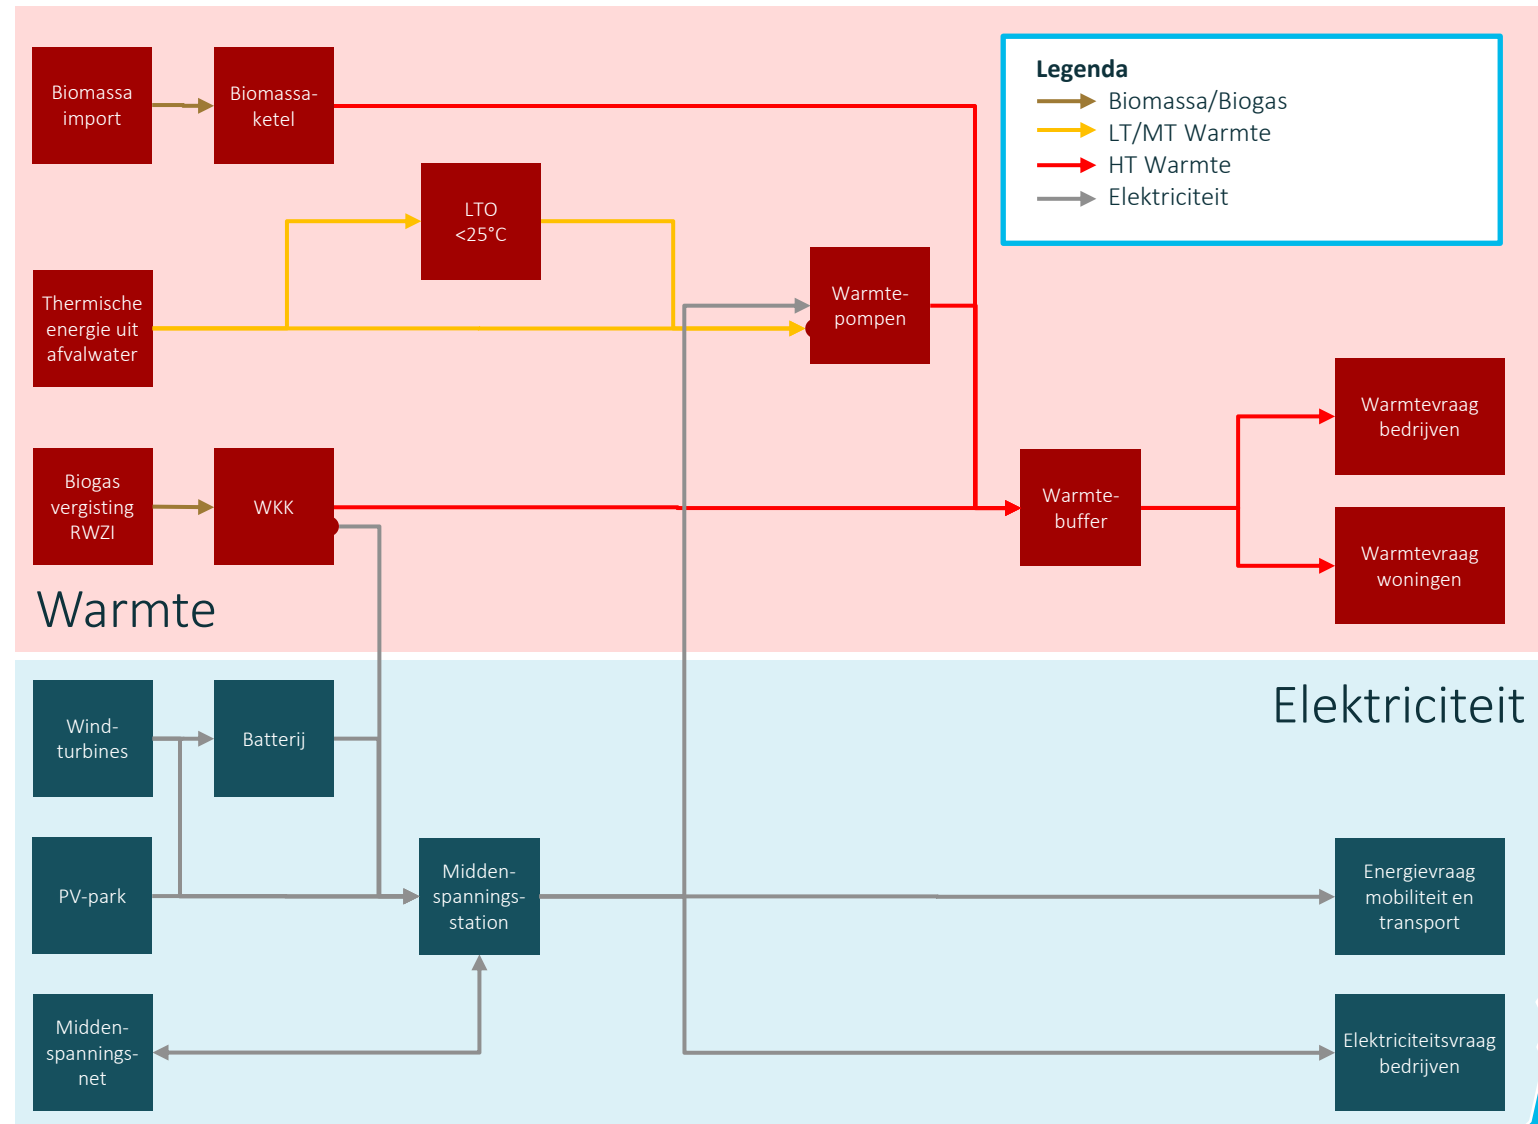 Biomassa
import
Biomassa-
ketel
Legenda
Biomassa/Biogas
LT/MT Warmte
HT Warmte
Elektriciteit
LTO
<25°C
Thermische
energie uit
afvalwater
Warmte-
pompen
Warmtevraag
bedrijven
Biogas
vergisting
RWZI
WKK
Warmte-
buffer
Warmtevraag
woningen
Warmte
Elektriciteit
Wind-
turbines
Batterij
PV-park
Midden-
spannings-
station
Energievraag
mobiliteit en
transport
Midden-
spannings-
net
Elektriciteitsvraag
bedrijven